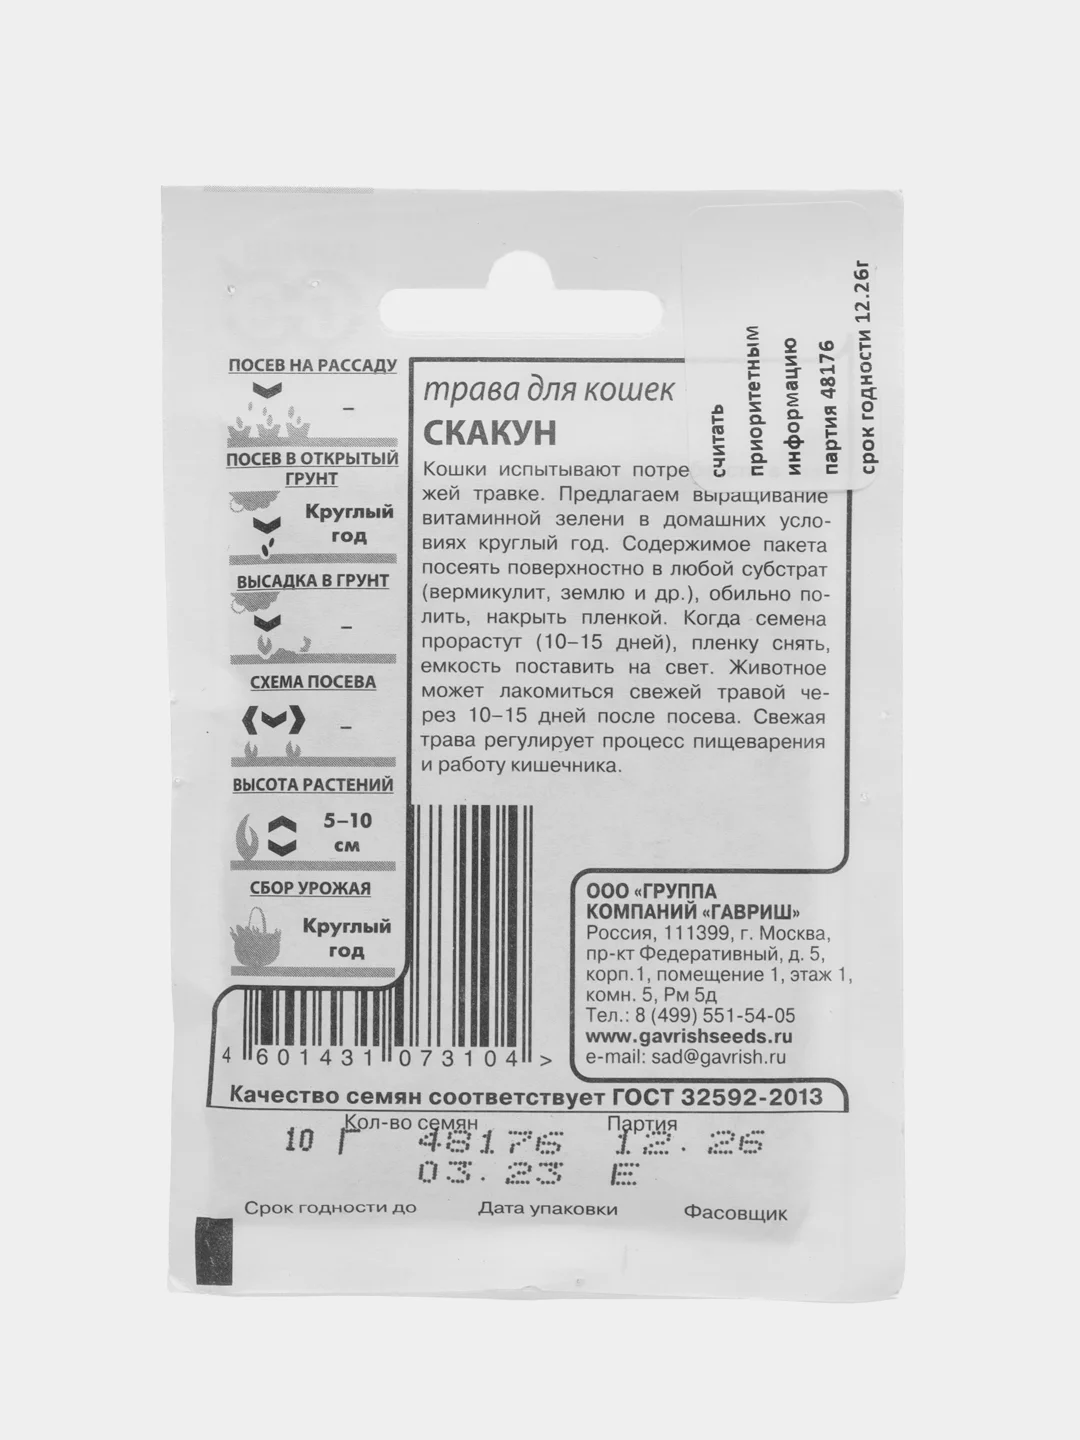 считать
приоритетным
информацию
партия 48176
срок годности 12.26г
ПОСЕВ НА РАССАДУ
–
ПОСЕВ В ОТКРЫТЫЙ
ГРУНТ
Круглый
год
ВЫСАДКА В ГРУНТ
–
СХЕМА ПОСЕВА
–
ВЫСОТА РАСТЕНИЙ
5–10
см
СБОР УРОЖАЯ
Круглый
год
трава для кошек
СКАКУН
Кошки испытывают
жей травке. Предлагаем выращивание
витаминной зелени в домашних усло-
виях круглый год. Содержимое пакета
посеять поверхностно в любой субстрат
(вермикулит, землю и др.), обильно по-
лить, накрыть пленкой. Когда семена
прорастут (10–15 дней), пленку снять,
емкость поставить на свет. Животное
может лакомиться свежей травой че-
рез 10–15 дней после посева. Свежая
трава регулирует процесс пищеварения
и работу кишечника.
ООО «ГРУППА
КОМПАНИЙ «ГАВРИШ»
Россия, 111399, г. Москва,
пр-кт Федеративный, д. 5,
корп.1, помещение 1, этаж 1,
комн. 5, Рм 5д
Тел.: 8 (499) 551-54-05
www.gavrishseeds.ru
e-mail: sad@gavrish.ru
4 601431 073104 >
Качество семян соответствует ГОСТ 32592-2013
Кол-во семян Партия
10 Г 48176 12.26
03.23 Е
Срок годности до Дата упаковки Фасовщик